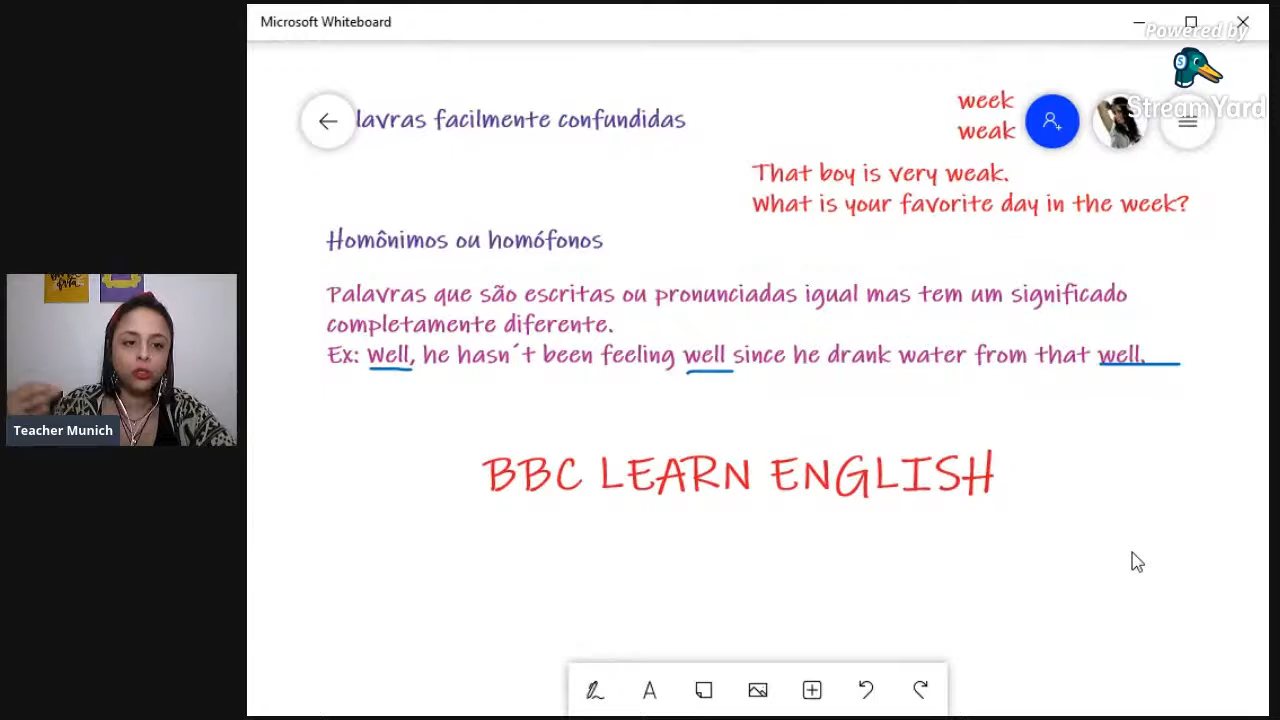 Microsoft Whiteboard
Powered by
StreamYard
week
weak
lavras facilmente confundidas
That boy is very weak.
What is your favorite day in the week?
Homônimos ou homófonos
Palavras que são escritas ou pronunciadas igual mas tem um significado
completamente diferente.
Ex: Well, he hasn´t been feeling well since he drank water from that well.
Teacher Munich
BBC LEARN ENGLISH